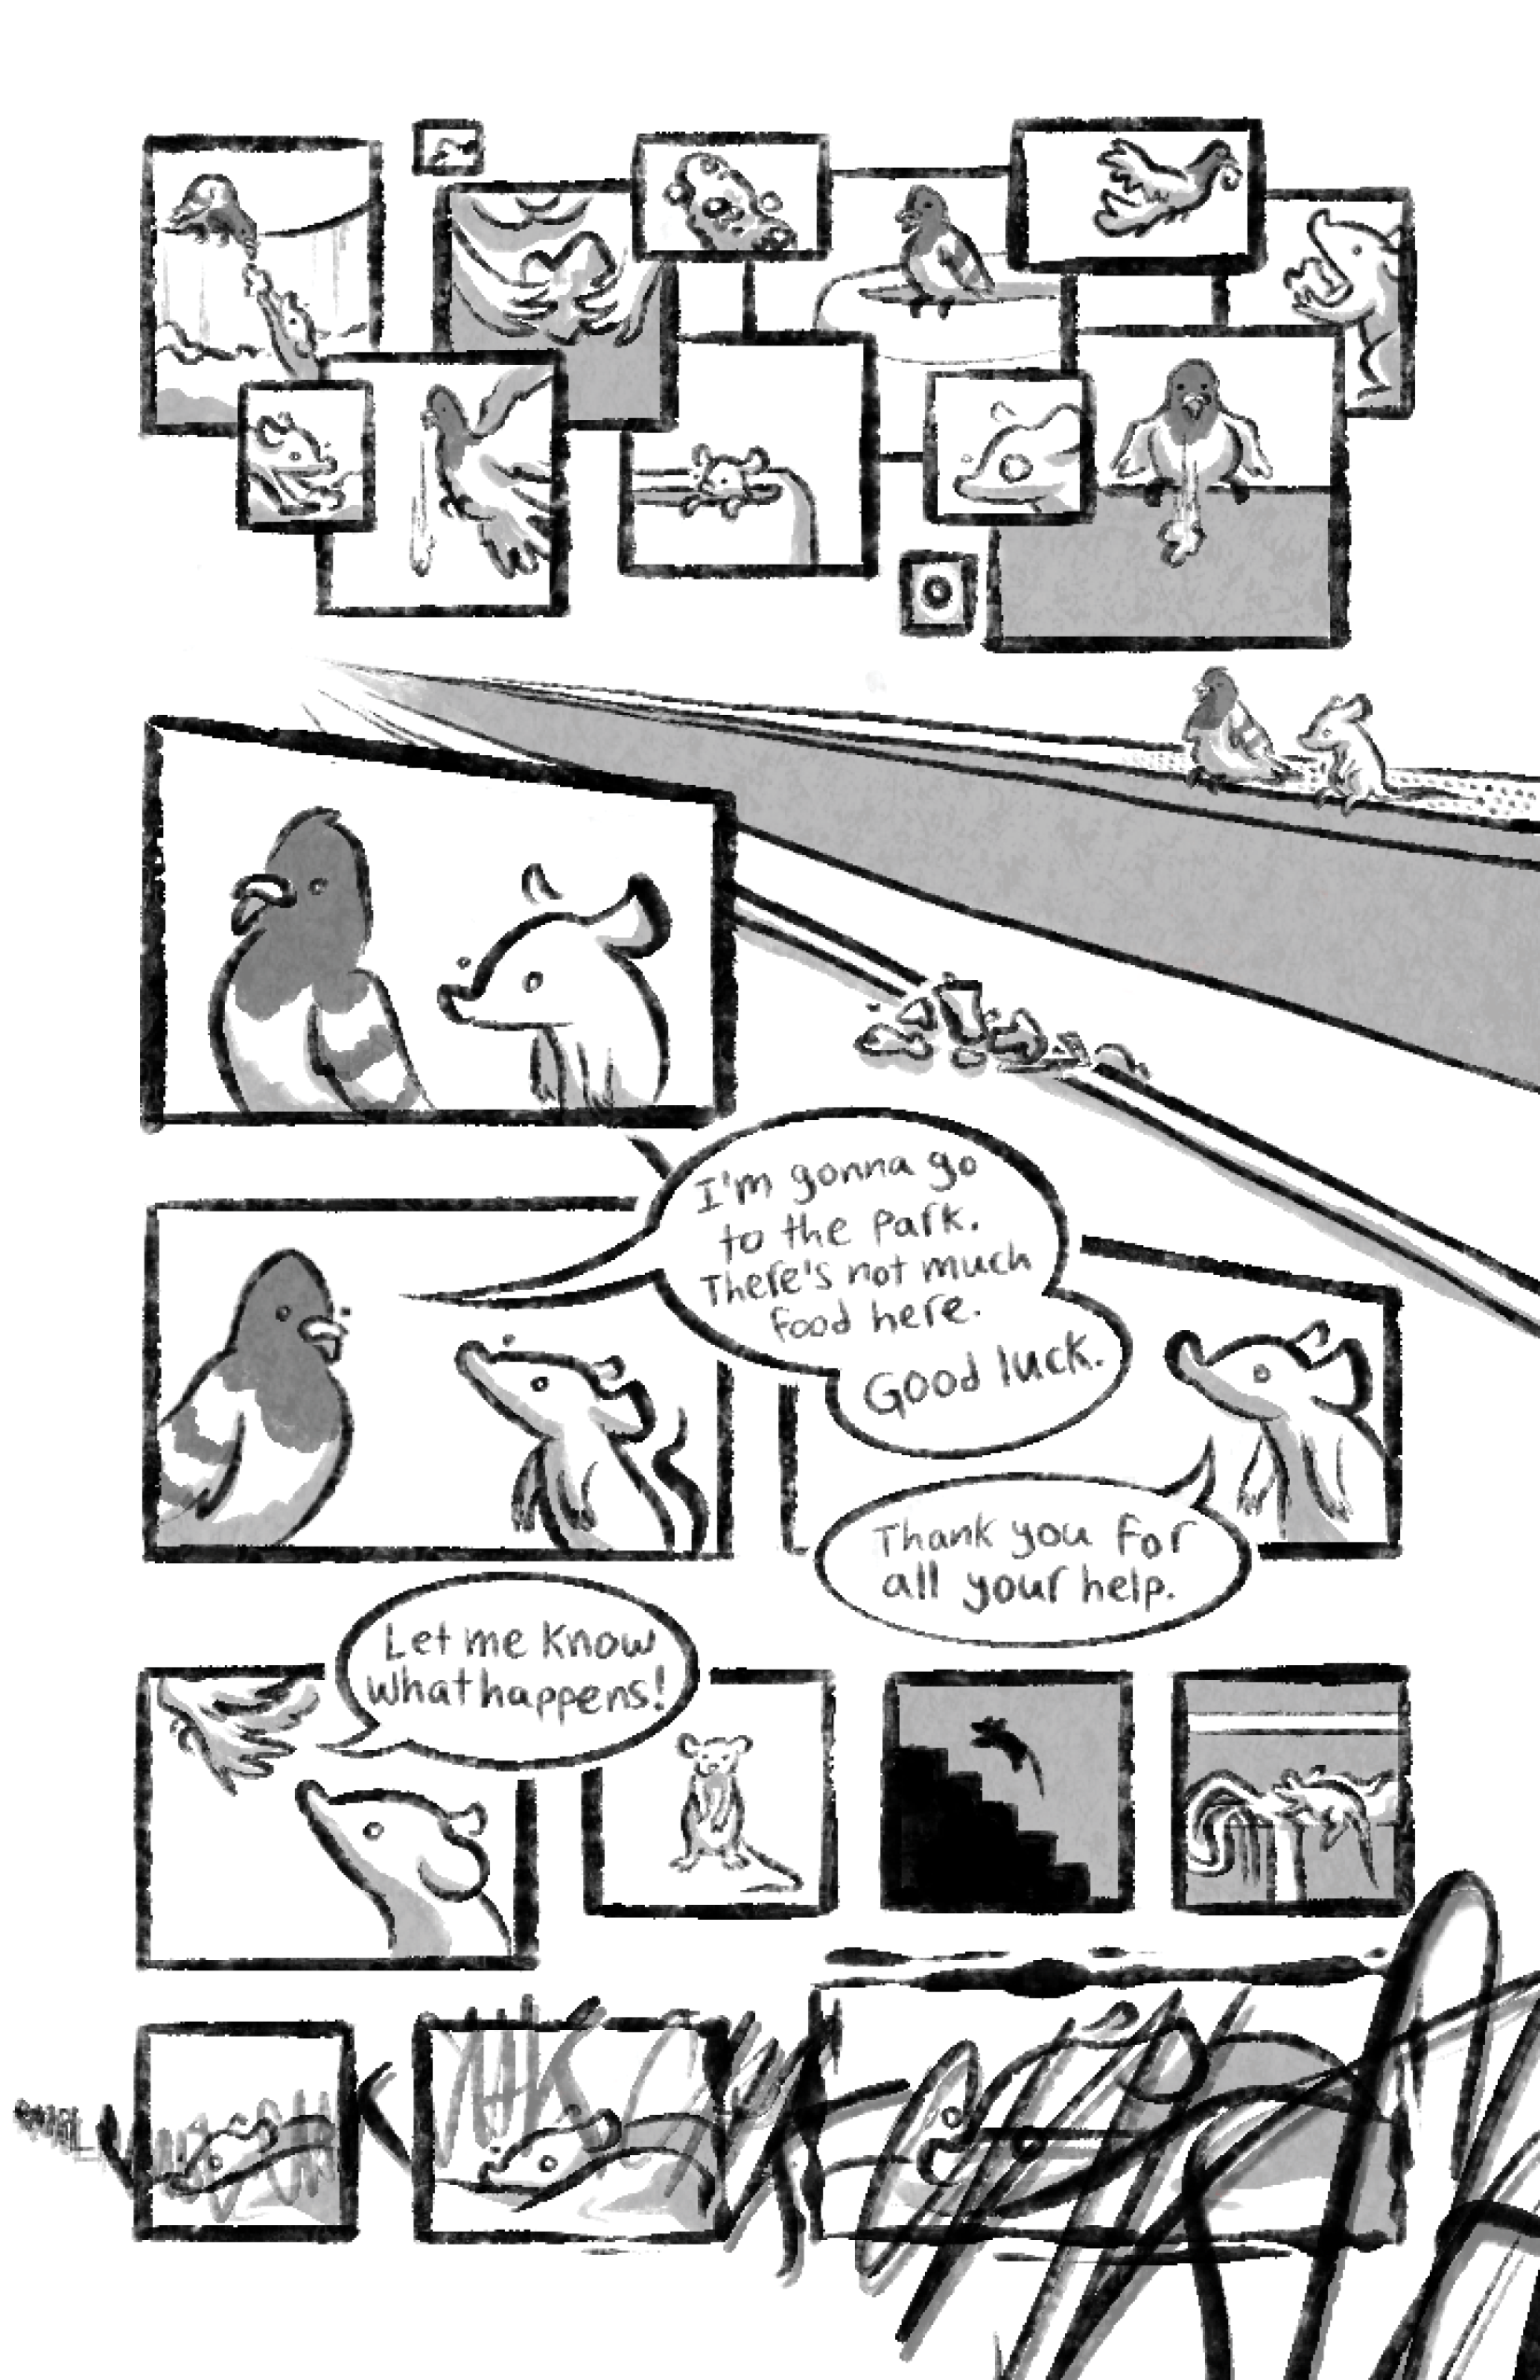 I'm gonna go
to the park.
There's not much
food here.
Good luck.
Thank you for
all your help.
Let me know
what happens!